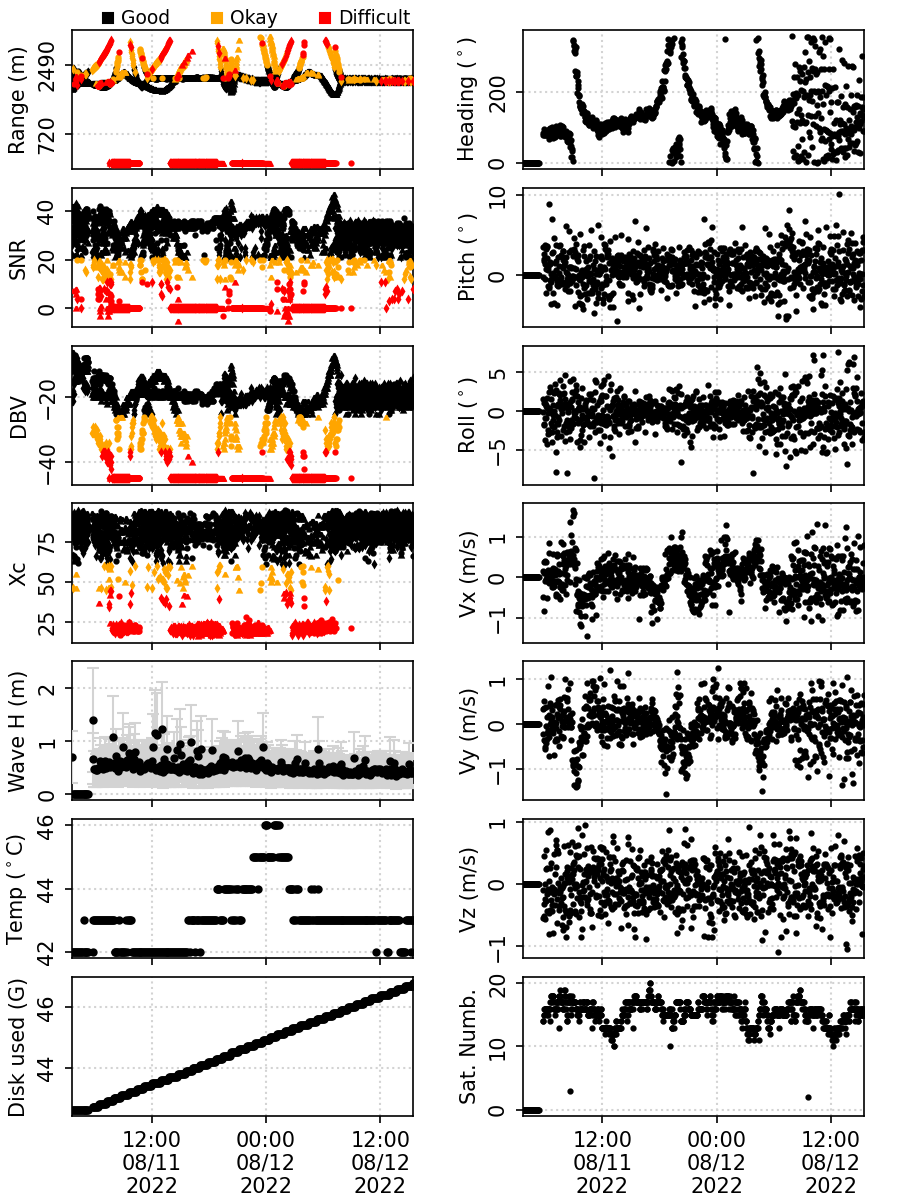 Good Okay Difficult
Range (m)
2490
720
Heading (°)
200
0
SNR
40
20
0
Pitch (°)
10
0
DBV
−20
−40
Roll (°)
5
0
−5
Xc
75
50
25
Vx (m/s)
1
0
−1
Wave H (m)
2
1
0
Vy (m/s)
1
0
−1
Temp (°C)
46
44
42
Vz (m/s)
1
0
−1
Disk used (G)
46
44
Sat. Numb.
20
10
0
12:00 00:00 12:00
08/11 08/12 08/12
2022 2022 2022
12:00 00:00 12:00
08/11 08/12 08/12
2022 2022 2022